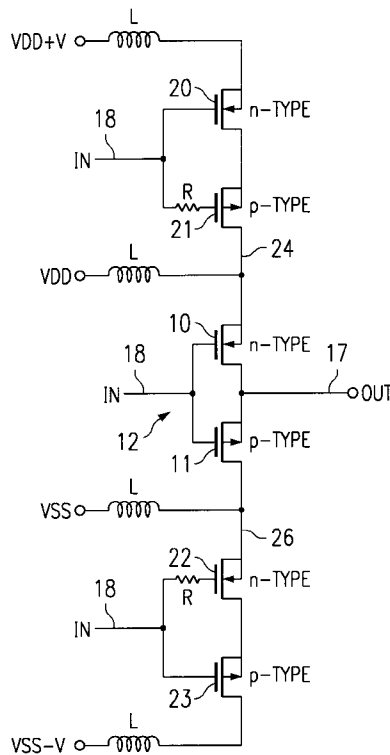 L
VDD+V
20
n-TYPE
18
IN
R
p-TYPE
21
24
L
VDD
10
n-TYPE
18
17
IN
OUT
12
p-TYPE
11
L
VSS
26
22
n-TYPE
18
R
IN
p-TYPE
23
L
VSS-V